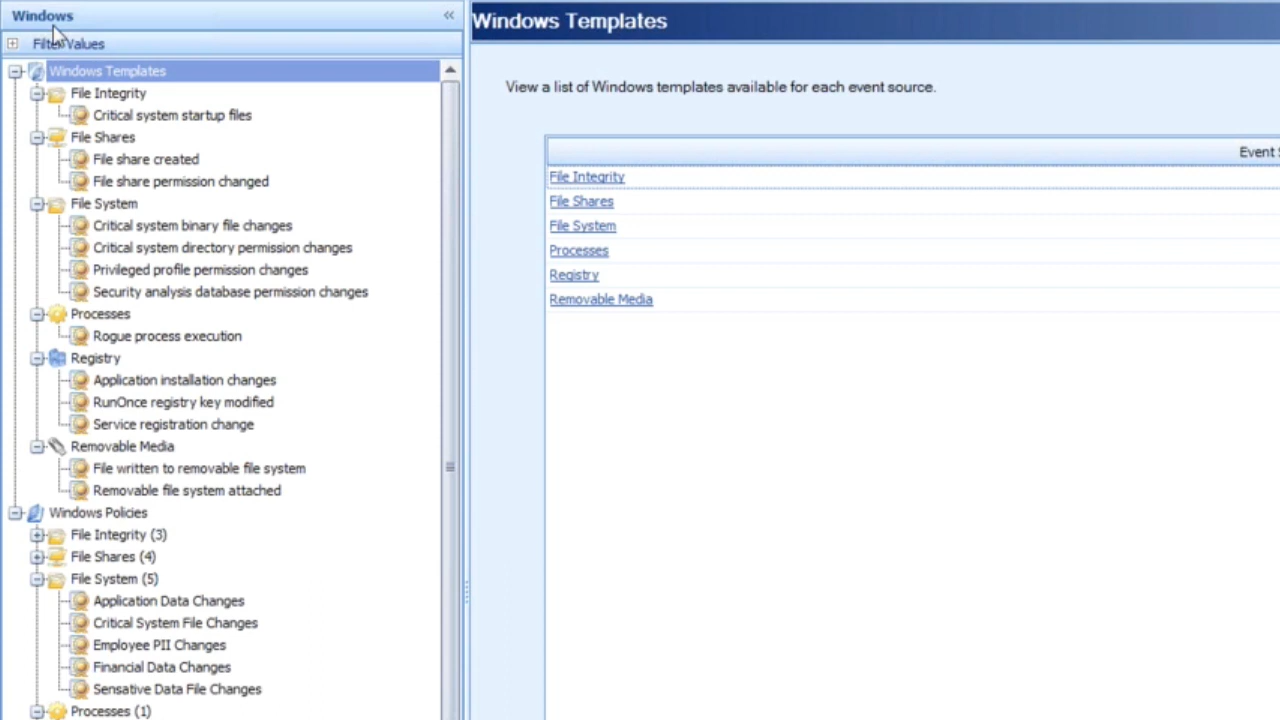 Windows
Filter Values
Windows Templates
File Integrity
Critical system startup files
File Shares
File share created
File share permission changed
File System
Critical system binary file changes
Critical system directory permission changes
Privileged profile permission changes
Security analysis database permission changes
Processes
Rogue process execution
Registry
Application installation changes
RunOnce registry key modified
Service registration change
Removable Media
File written to removable file system
Removable file system attached
Windows Policies
File Integrity (3)
File Shares (4)
File System (5)
Application Data Changes
Critical System File Changes
Employee PII Changes
Financial Data Changes
Sensative Data File Changes
Processes (1)
Windows Templates
View a list of Windows templates available for each event source.
Event S
File Integrity
File Shares
File System
Processes
Registry
Removable Media